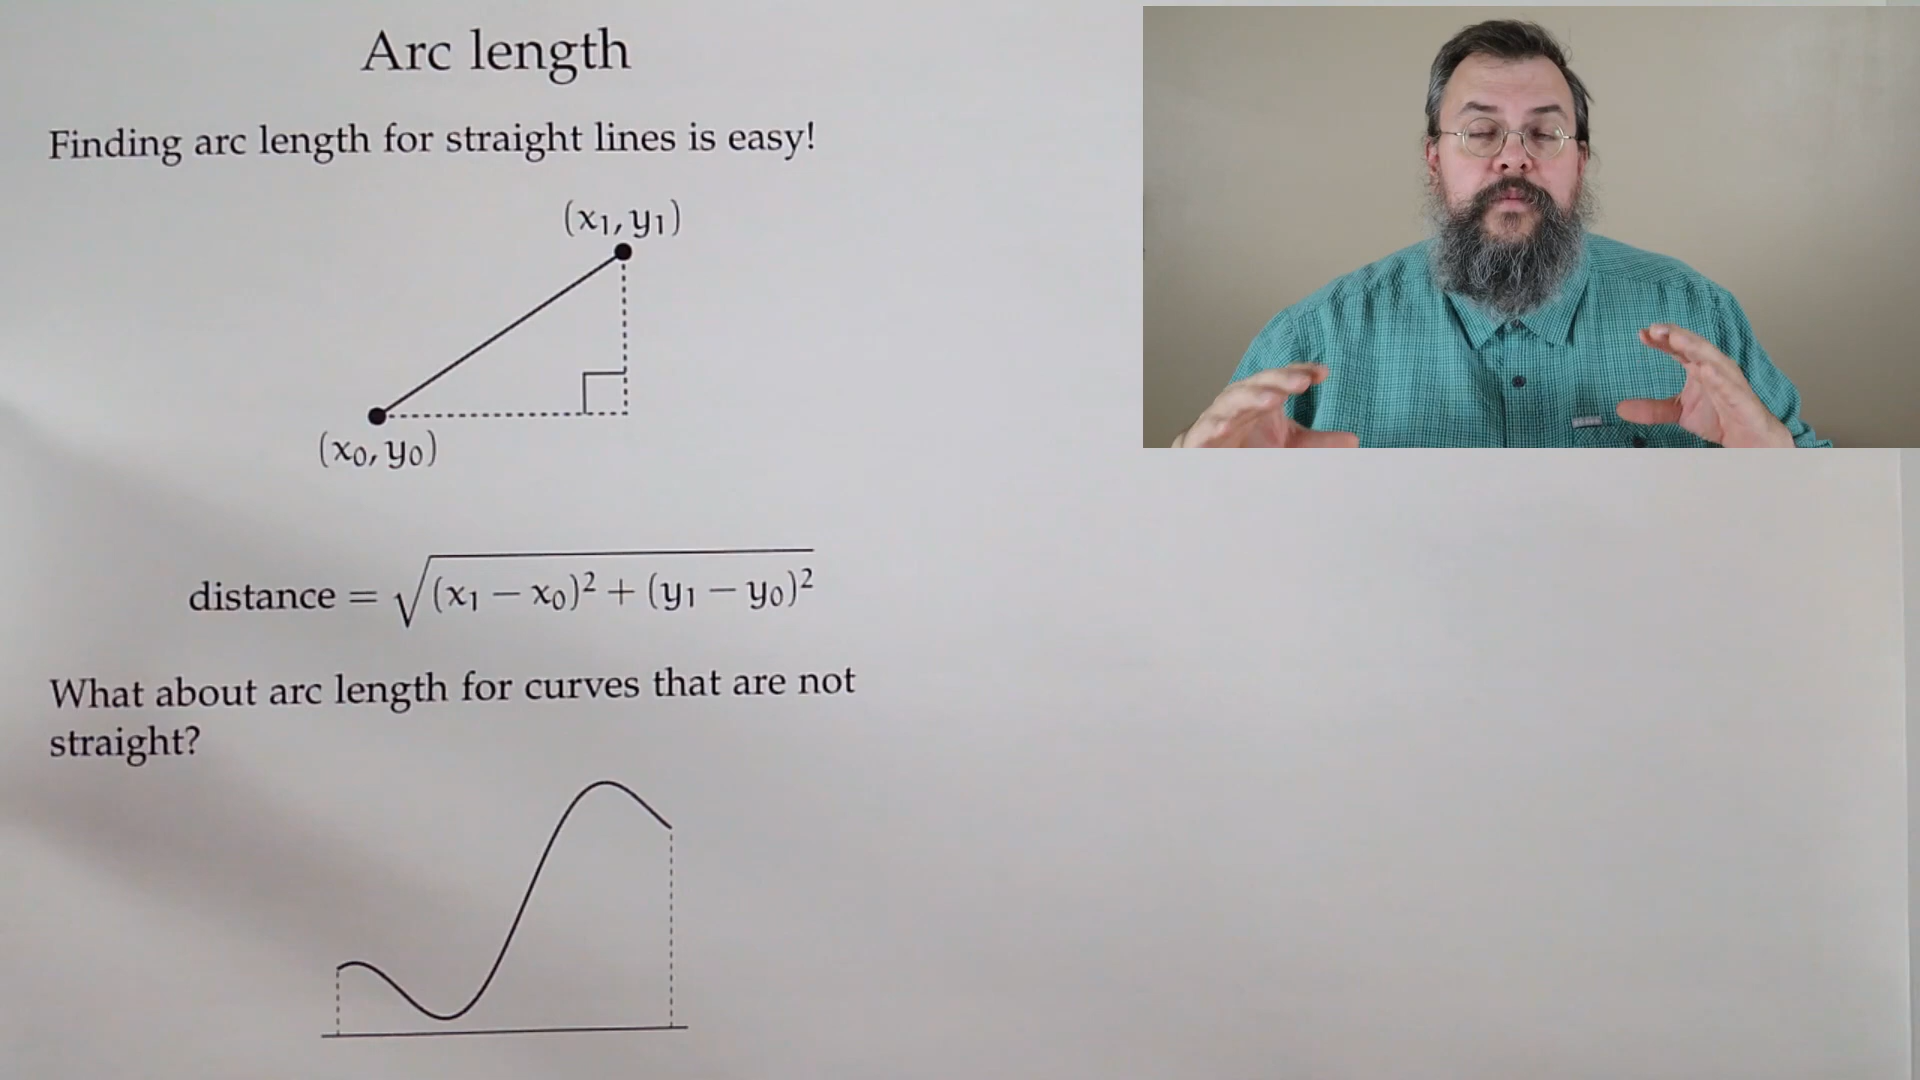 Arc length
Finding arc length for straight lines is easy!
(x₁, y₁)
(x₀, y₀)
distance = √((x₁ − x₀)² + (y₁ − y₀)²)
What about arc length for curves that are not
straight?